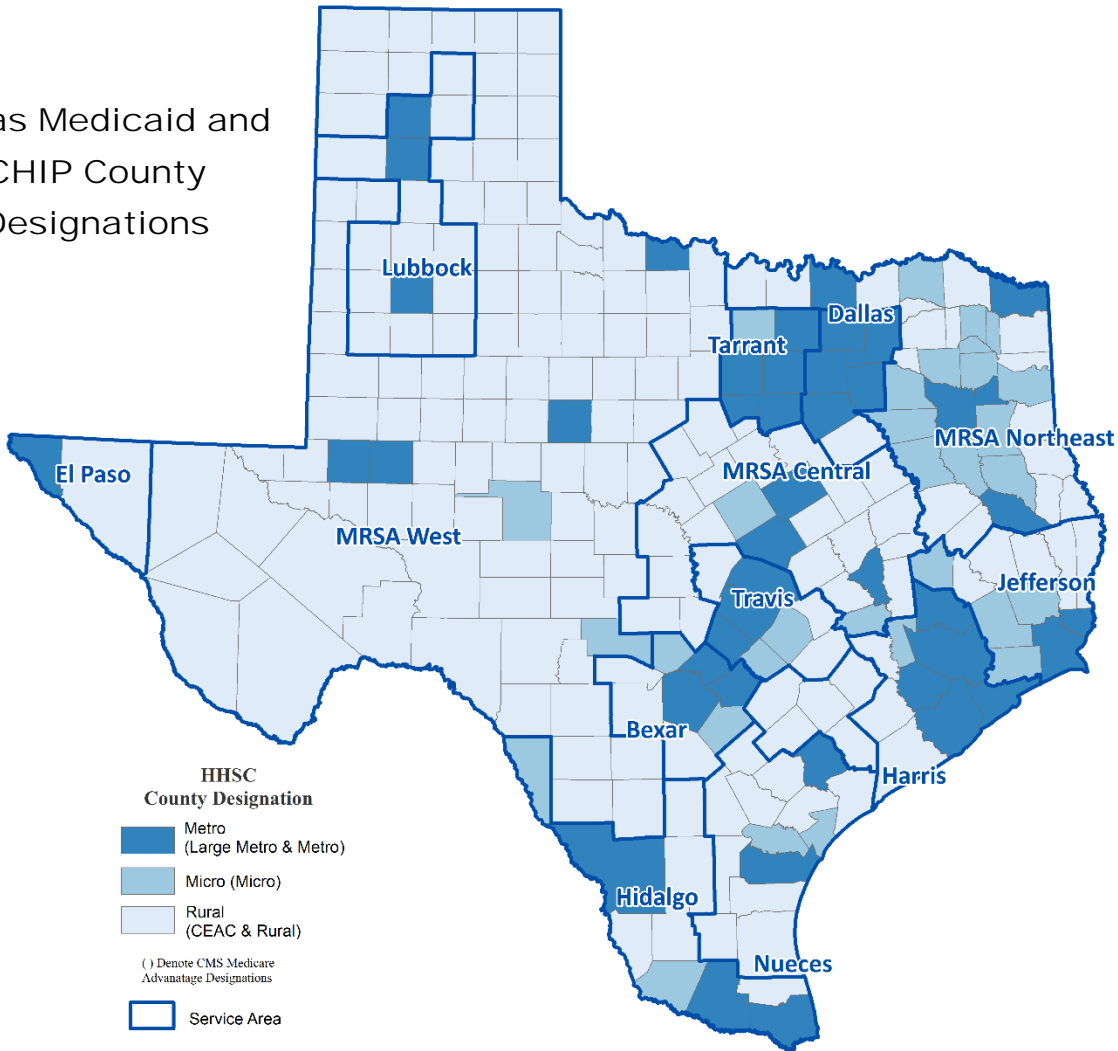 as Medicaid and
CHIP County
Designations
Lubbock
Dallas
Tarrant
MRSA Northeast
El Paso
MRSA Central
MRSA West
Jefferson
Travis
Bexar
Harris
Hidalgo
Nueces
HHSC
County Designation
Metro
(Large Metro & Metro)
Micro (Micro)
Rural
(CEAC & Rural)
( ) Denote CMS Medicare
Advanatage Designations
Service Area